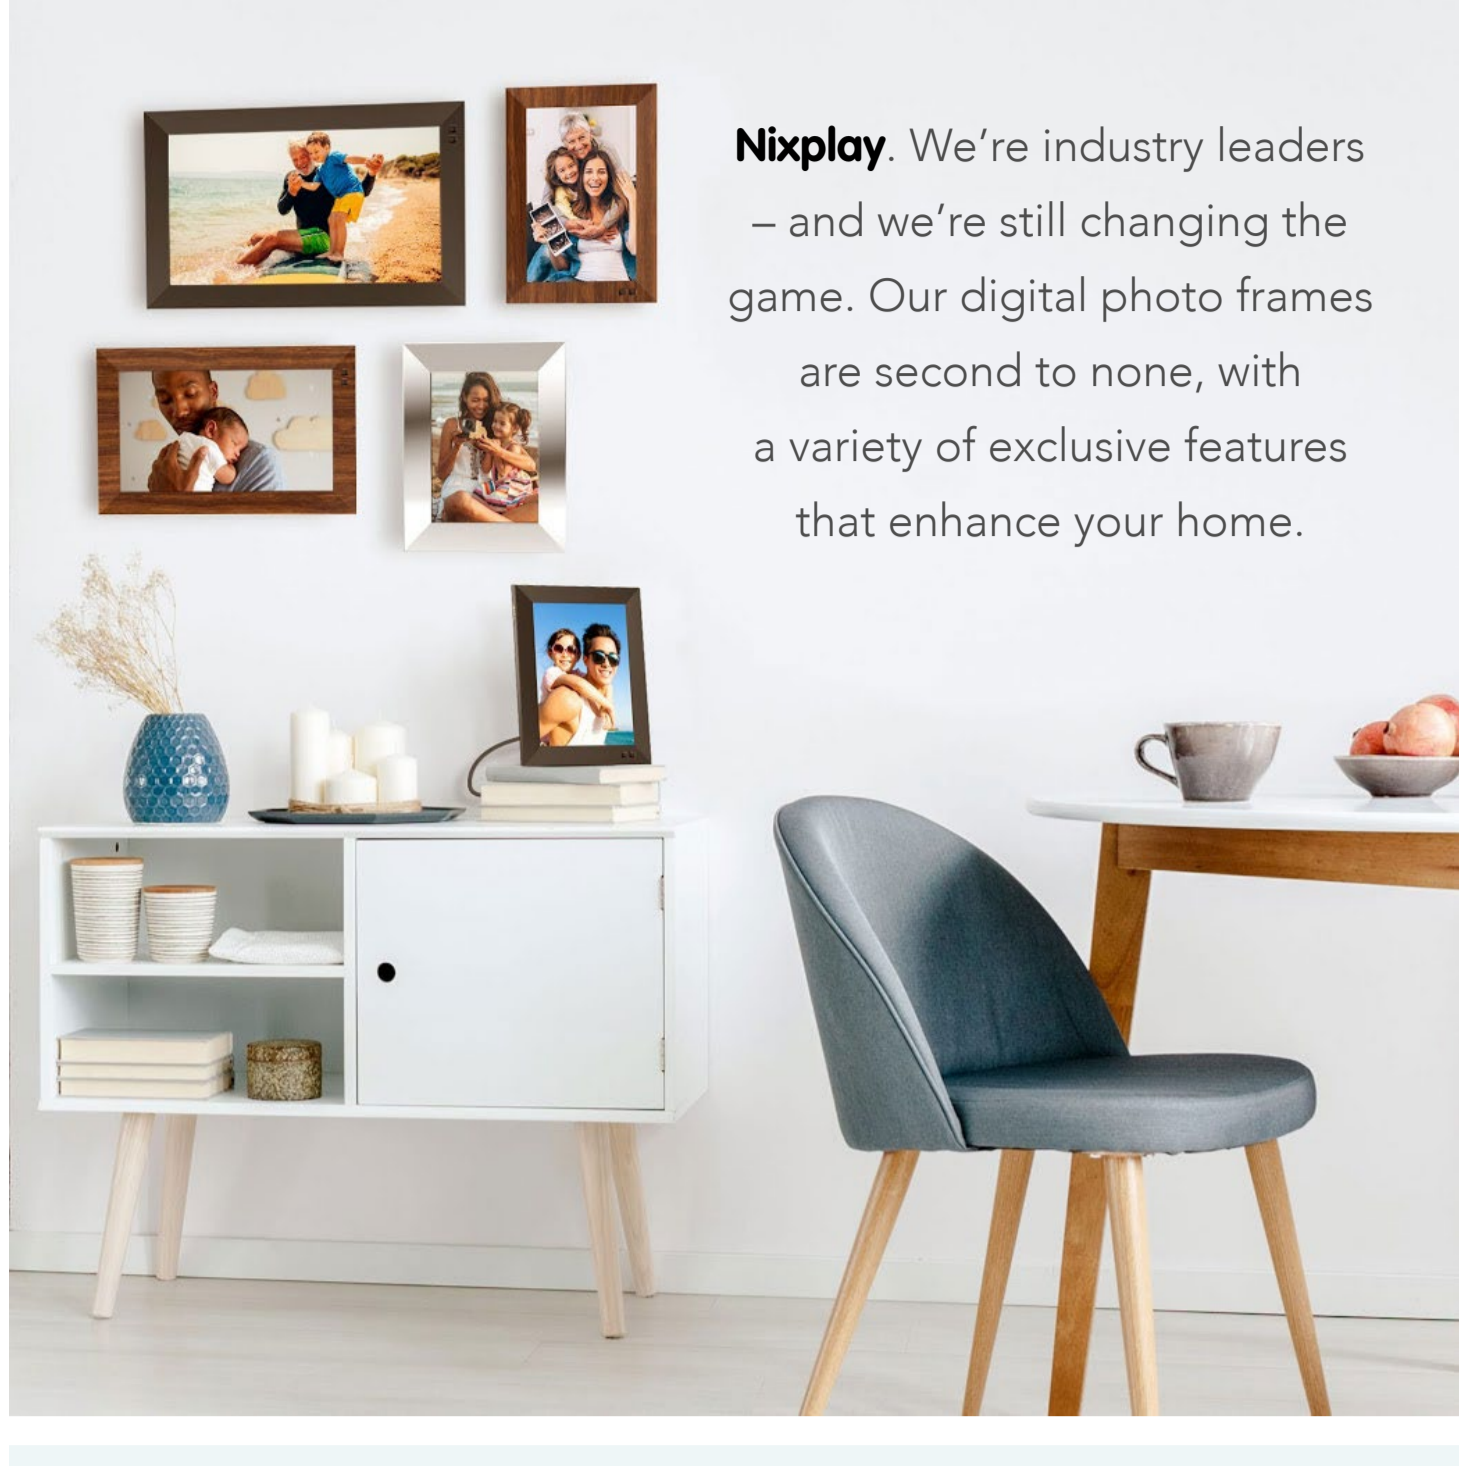 Nixplay. We’re industry leaders
– and we’re still changing the
game. Our digital photo frames
are second to none, with
a variety of exclusive features
that enhance your home.